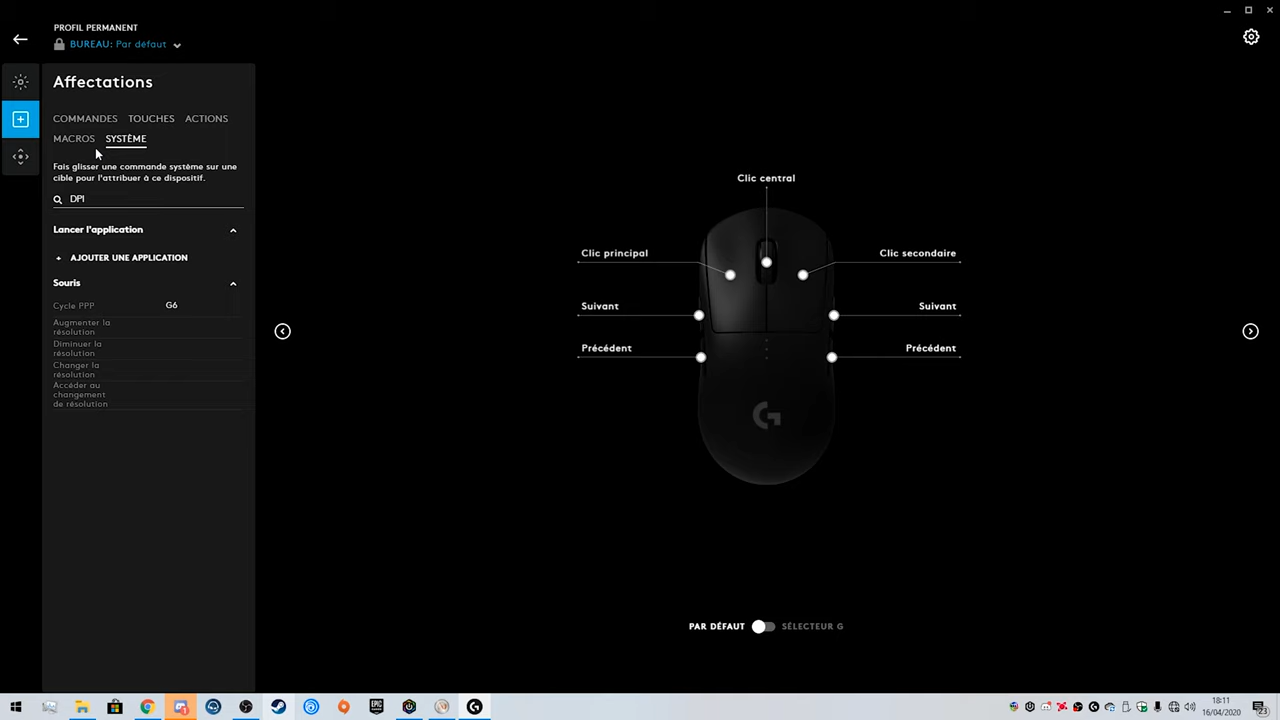 PROFIL PERMANENT
BUREAU: Par défaut
Affectations
COMMANDES TOUCHES ACTIONS
MACROS SYSTÈME
Fais glisser une commande système sur une
cible pour l'attribuer à ce dispositif.
DPI
Lancer l'application
+ AJOUTER UNE APPLICATION
Souris
Cycle PPP G6
Augmenter la
résolution
Diminuer la
résolution
Changer la
résolution
Accéder au
changement
de résolution
Clic central
Clic principal
Clic secondaire
Suivant
Suivant
Précédent
Précédent
PAR DÉFAUT SÉLECTEUR G
18:11
16/04/2020
23